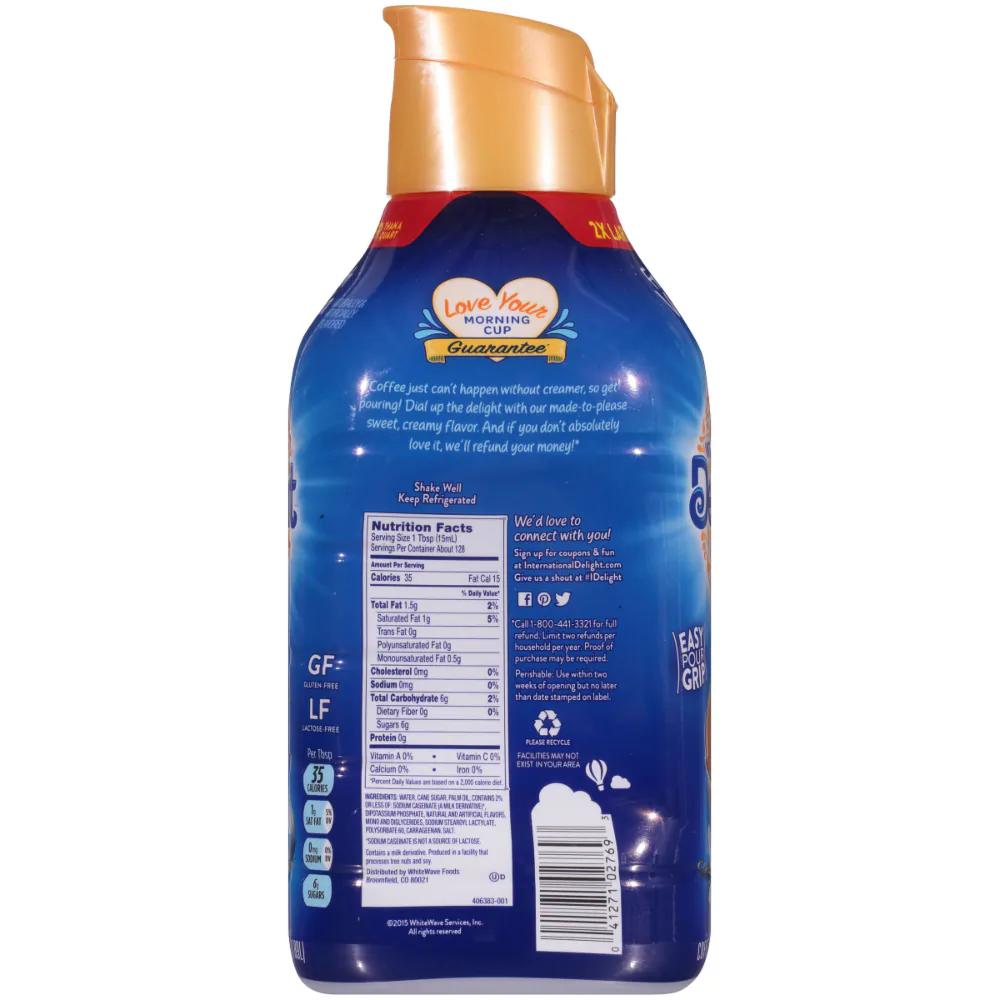 THAN A
QUART
2X LA
Love Your
MORNING
CUP
Guarantee*
Coffee just can't happen without creamer, so get
pouring! Dial up the delight with our made-to-please
sweet, creamy flavor. And if you don't absolutely
love it, we'll refund your money!*
Shake Well
Keep Refrigerated
Nutrition Facts
Serving Size 1 Tbsp (15mL)
Servings Per Container About 128
Amount Per Serving
Calories 35 Fat Cal 15
% Daily Value*
Total Fat 1.5g 2%
Saturated Fat 1g 5%
Trans Fat 0g
Polyunsaturated Fat 0g
Monounsaturated Fat 0.5g
Cholesterol 0mg 0%
Sodium 0mg 0%
Total Carbohydrate 6g 2%
Dietary Fiber 0g 0%
Sugars 6g
Protein 0g
Vitamin A 0% • Vitamin C 0%
Calcium 0% • Iron 0%
*Percent Daily Values are based on a 2,000 calorie diet.
INGREDIENTS: WATER, CANE SUGAR, PALM OIL, CONTAINS 2%
OR LESS OF: SODIUM CASEINATE (A MILK DERIVATIVE)*,
DIPOTASSIUM PHOSPHATE, NATURAL AND ARTIFICIAL FLAVORS,
MONO AND DIGLYCERIDES, SODIUM STEAROYL LACTYLATE,
POLYSORBATE 60, CARRAGEENAN, SALT.
*SODIUM CASEINATE IS NOT A SOURCE OF LACTOSE.
Contains a milk derivative. Produced in a facility that
processes tree nuts and soy.
Distributed by WhiteWave Foods
Broomfield, CO 80021
U D
406383-001
©2015 WhiteWave Services, Inc.
All rights reserved
We'd love to
connect with you!
Sign up for coupons & fun
at InternationalDelight.com
Give us a shout at #IDelight
*Call 1-800-441-3321 for full
refund. Limit two refunds per
household per year. Proof of
purchase may be required.
Perishable: Use within two
weeks of opening but no later
than date stamped on label.
PLEASE RECYCLE
FACILITIES MAY NOT
EXIST IN YOUR AREA
0 41271 02769 3
GF
GLUTEN FREE
LF
LACTOSE-FREE
Per Tbsp
35
CALORIES
1g
SAT FAT
5%
DV
0mg
SODIUM
0%
DV
6g
SUGARS
EASY
POUR
GRIP